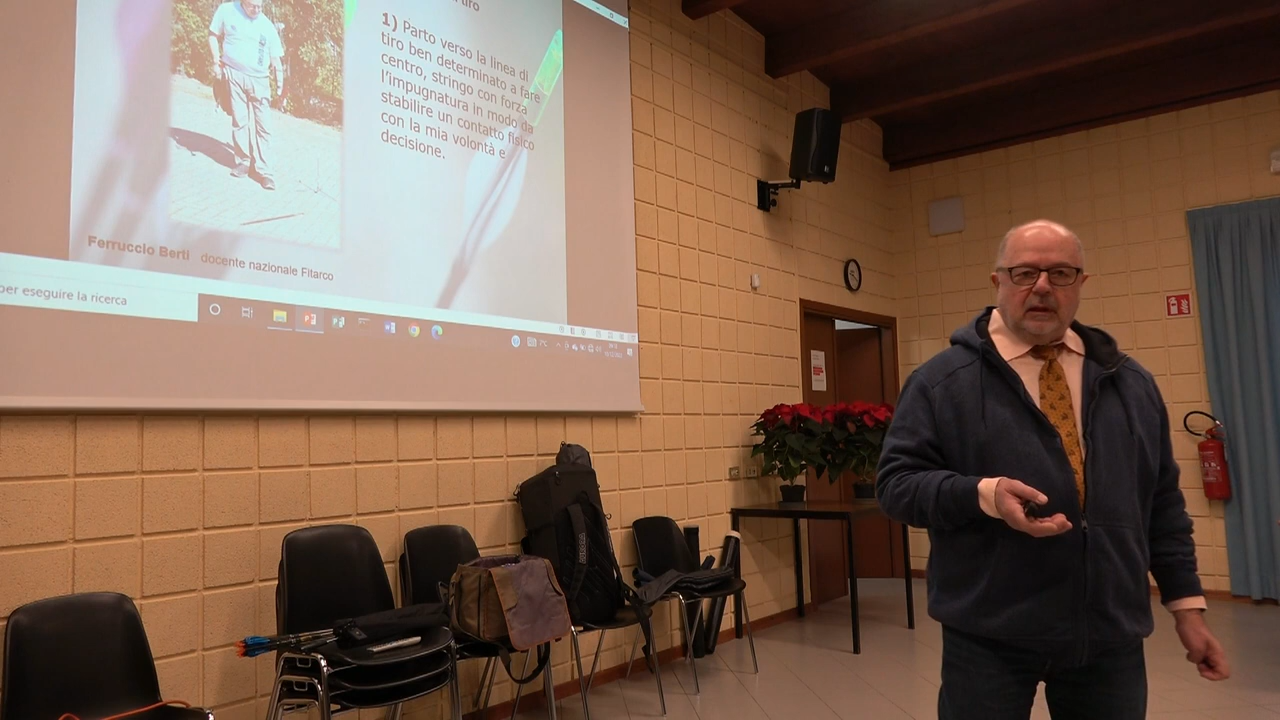 tiro
1) Parto verso la linea di
tiro ben determinato a fare
centro, stringo con forza
l'impugnatura in modo da
stabilire un contatto fisico
con la mia volontà e
decisione.
Ferruccio Berti docente nazionale Fitarco
per eseguire la ricerca